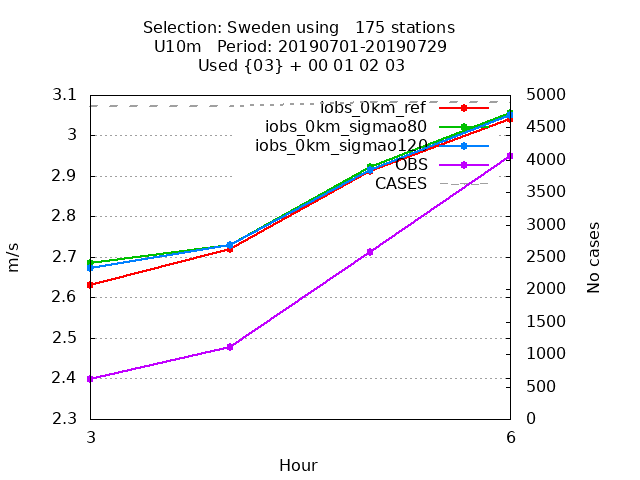 Selection: Sweden using   175 stations
U10m   Period: 20190701-20190729
Used {03} + 00 01 02 03
3.1
3
2.9
2.8
2.7
2.6
2.5
2.4
2.3
m/s
iobs_0km_ref
iobs_0km_sigmao80
iobs_0km_sigmao120
OBS
CASES
5000
4500
4000
3500
3000
2500
2000
1500
1000
500
0
No cases
3
6
Hour